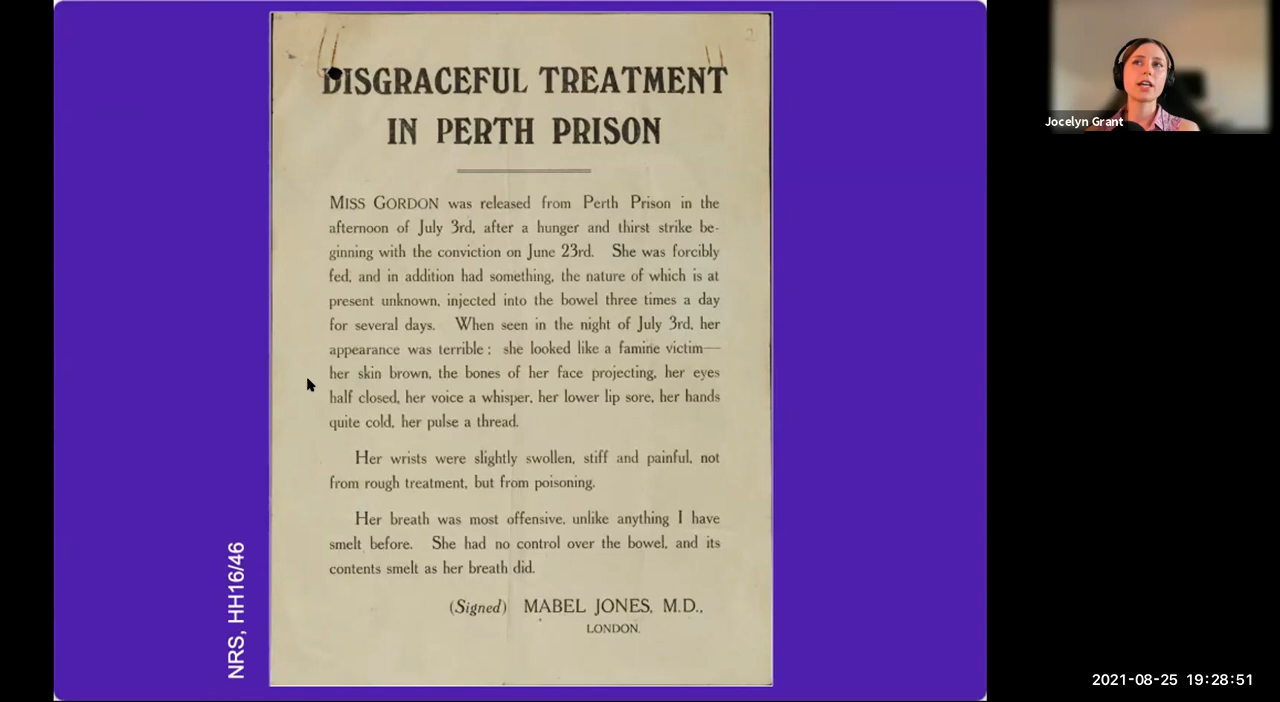 DISGRACEFUL TREATMENT
IN PERTH PRISON
MISS GORDON was released from Perth Prison in the
afternoon of July 3rd, after a hunger and thirst strike be-
ginning with the conviction on June 23rd. She was forcibly
fed, and in addition had something, the nature of which is at
present unknown, injected into the bowel three times a day
for several days. When seen in the night of July 3rd, her
appearance was terrible; she looked like a famine victim—
her skin brown, the bones of her face projecting, her eyes
half closed, her voice a whisper, her lower lip sore, her hands
quite cold, her pulse a thread.
Her wrists were slightly swollen, stiff and painful, not
from rough treatment, but from poisoning.
Her breath was most offensive, unlike anything I have
smelt before. She had no control over the bowel, and its
contents smelt as her breath did.
(Signed) MABEL JONES, M.D.,
LONDON.
NRS, HH16/46
Jocelyn Grant
2021-08-25 19:28:51